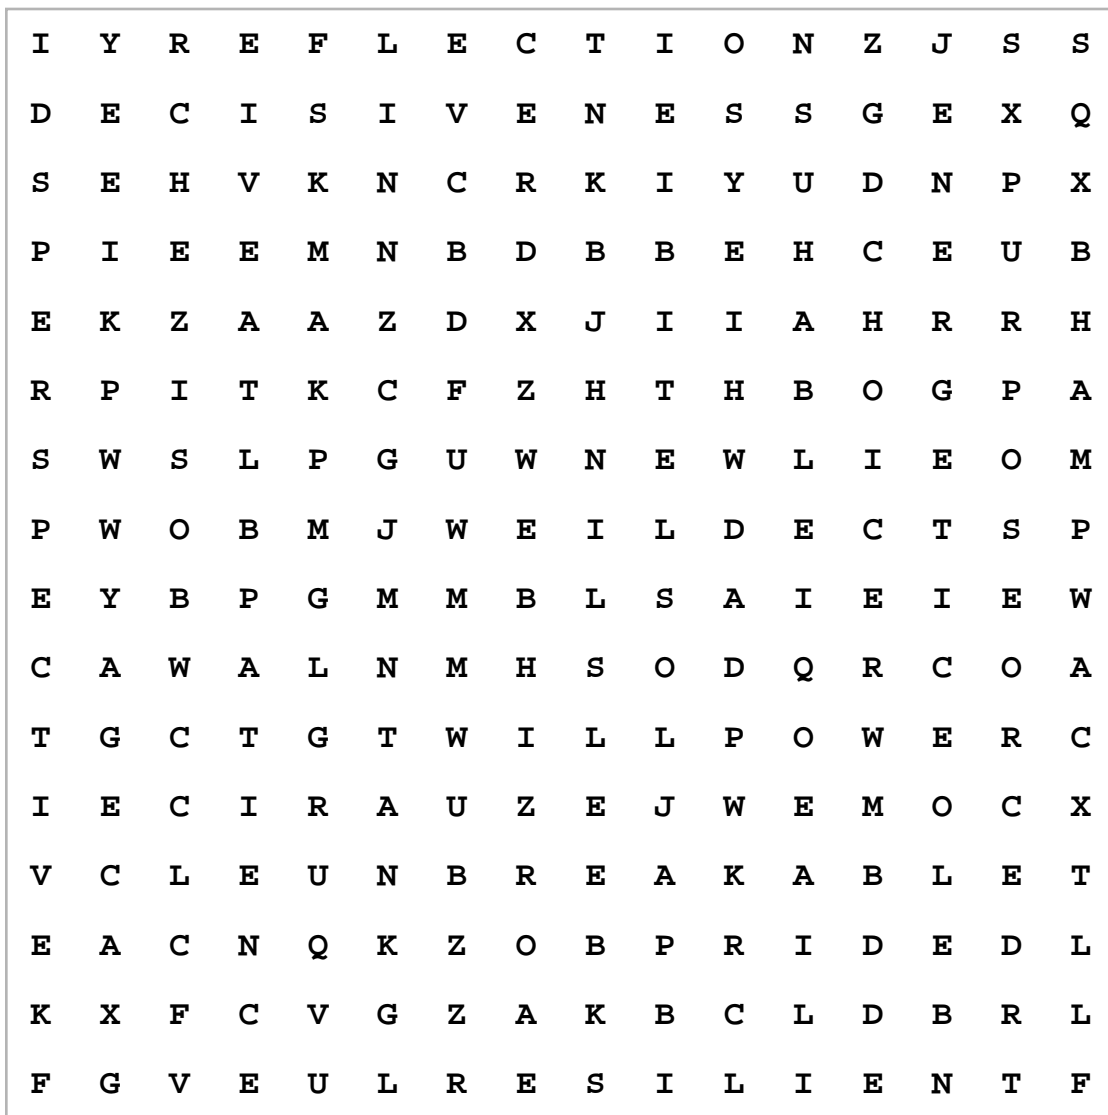 I Y R E F L E C T I O N Z J S S
D E C I S I V E N E S S G E X Q
S E H V K N C R K I Y U D N P X
P I E E M N B D B B E H C E U B
E K Z A A Z D X J I I A H R R H
R P I T K C F Z H T H B O G P A
S W S L P G U W N E W L I E O M
P W O B M J W E I L D E C T S P
E Y B P G M M B L S A I E I E W
C A W A L N M H S O D Q R C O A
T G C T G T W I L L P O W E R C
I E C I R A U Z E J W E M O C X
V C L E U N B R E A K A B L E T
E A C N Q K Z O B P R I D E D L
K X F C V G Z A K B C L D B R L
F G V E U L R E S I L I E N T F